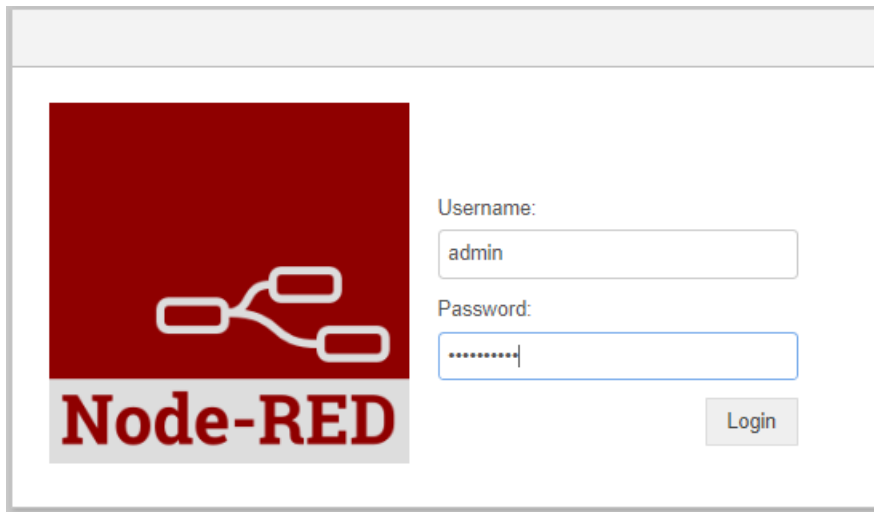 Username:
admin
Password:
••••••••••
Node-RED
Login